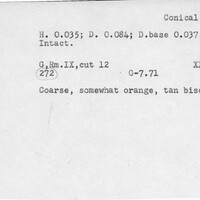 Conical
H. 0.035; D. 0.084; D.base 0.037
Intact.
G,Rm.IX,cut 12
272 G-7.71
Coarse, somewhat orange, tan